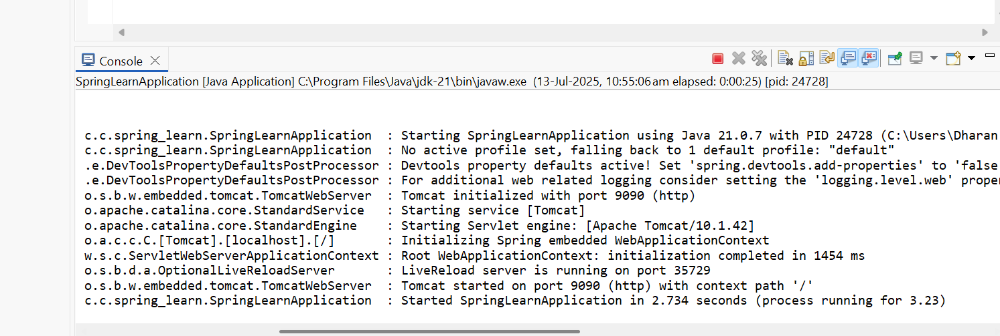 Console
SpringLearnApplication [Java Application] C:\Program Files\Java\jdk-21\bin\javaw.exe (13-Jul-2025, 10:55:06 am elapsed: 0:00:25) [pid: 24728]
c.c.spring_learn.SpringLearnApplication : Starting SpringLearnApplication using Java 21.0.7 with PID 24728 (C:\Users\Dharan
c.c.spring_learn.SpringLearnApplication : No active profile set, falling back to 1 default profile: "default"
.e.DevToolsPropertyDefaultsPostProcessor : Devtools property defaults active! Set 'spring.devtools.add-properties' to 'false
.e.DevToolsPropertyDefaultsPostProcessor : For additional web related logging consider setting the 'logging.level.web' prope
o.s.b.w.embedded.tomcat.TomcatWebServer : Tomcat initialized with port 9090 (http)
o.apache.catalina.core.StandardService : Starting service [Tomcat]
o.apache.catalina.core.StandardEngine : Starting Servlet engine: [Apache Tomcat/10.1.42]
o.a.c.c.C.[Tomcat].[localhost].[/] : Initializing Spring embedded WebApplicationContext
w.s.c.ServletWebServerApplicationContext : Root WebApplicationContext: initialization completed in 1454 ms
o.s.b.d.a.OptionalLiveReloadServer : LiveReload server is running on port 35729
o.s.b.w.embedded.tomcat.TomcatWebServer : Tomcat started on port 9090 (http) with context path '/'
c.c.spring_learn.SpringLearnApplication : Started SpringLearnApplication in 2.734 seconds (process running for 3.23)